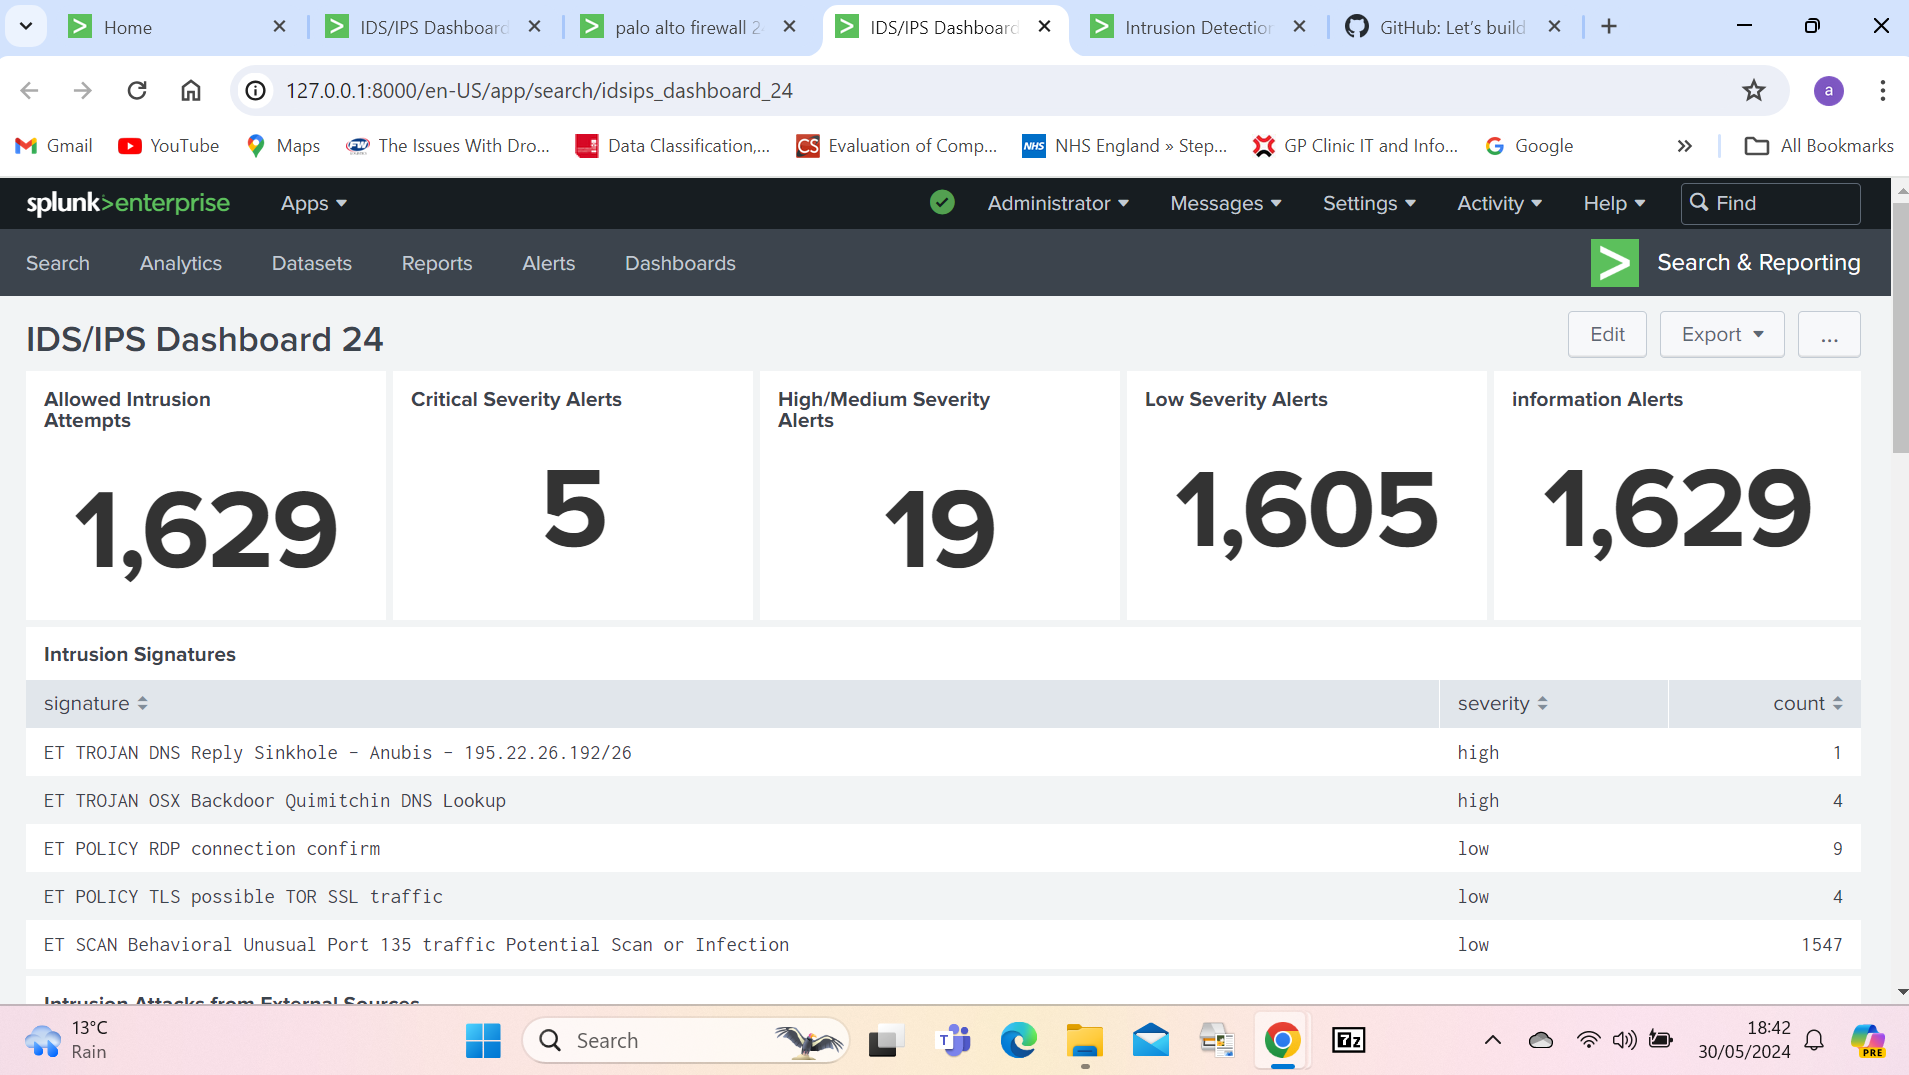 Home
IDS/IPS Dashboard
palo alto firewall 24
IDS/IPS Dashboard
Intrusion Detection
GitHub: Let's build
127.0.0.1:8000/en-US/app/search/idsips_dashboard_24
a
Gmail
YouTube
Maps
The Issues With Dro...
Data Classification,...
CS
Evaluation of Comp...
NHS
NHS England » Step...
GP Clinic IT and Info...
Google
»
All Bookmarks
splunk>enterprise
Apps
Administrator
Messages
Settings
Activity
Help
Find
Search
Analytics
Datasets
Reports
Alerts
Dashboards
Search & Reporting
IDS/IPS Dashboard 24
Edit
Export
...
Allowed Intrusion
Attempts
1,629
Critical Severity Alerts
5
High/Medium Severity
Alerts
19
Low Severity Alerts
1,605
information Alerts
1,629
Intrusion Signatures
signature
severity
count
ET TROJAN DNS Reply Sinkhole - Anubis - 195.22.26.192/26
high
1
ET TROJAN OSX Backdoor Quimitchin DNS Lookup
high
4
ET POLICY RDP connection confirm
low
9
ET POLICY TLS possible TOR SSL traffic
low
4
ET SCAN Behavioral Unusual Port 135 traffic Potential Scan or Infection
low
1547
Intrusion Attacks from External Sources
13°C
Rain
Search
7z
18:42
30/05/2024
PRE